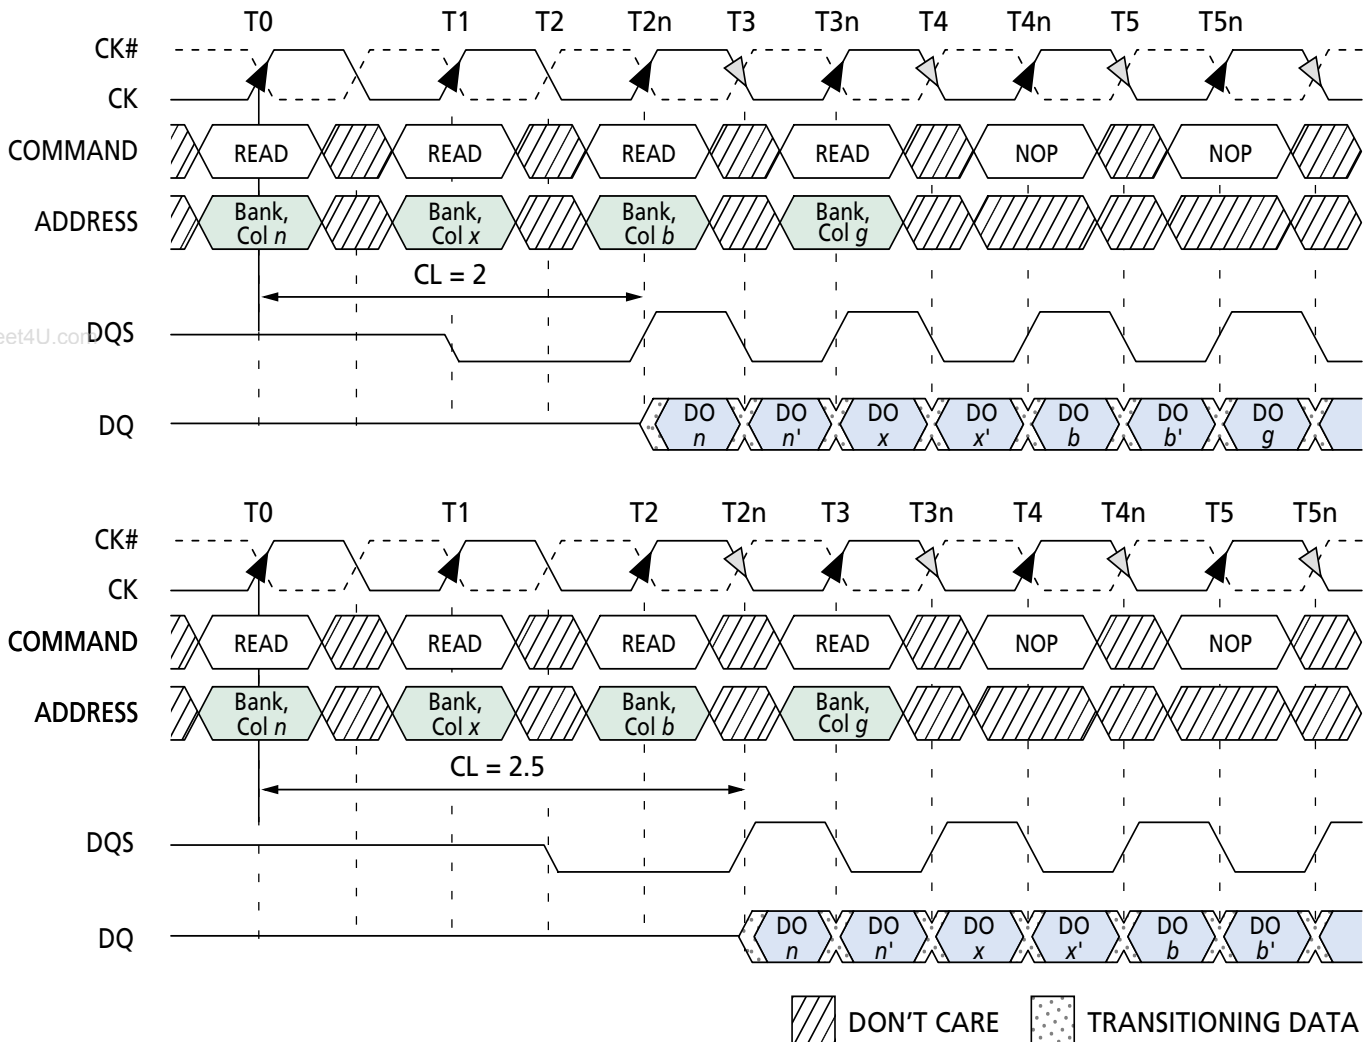 T0 T1 T2 T2n T3 T3n T4 T4n T5 T5n
CK#
CK
COMMAND READ READ READ READ NOP NOP
ADDRESS Bank, Col n Bank, Col x Bank, Col b Bank, Col g
CL = 2
eet4U.com
DQS
DQ DO n DO n' DO x DO x' DO b DO b' DO g
T0 T1 T2 T2n T3 T3n T4 T4n T5 T5n
CK#
CK
COMMAND READ READ READ READ NOP NOP
ADDRESS Bank, Col n Bank, Col x Bank, Col b Bank, Col g
CL = 2.5
DQS
DQ DO n DO n' DO x DO x' DO b DO b'
DON'T CARE TRANSITIONING DATA